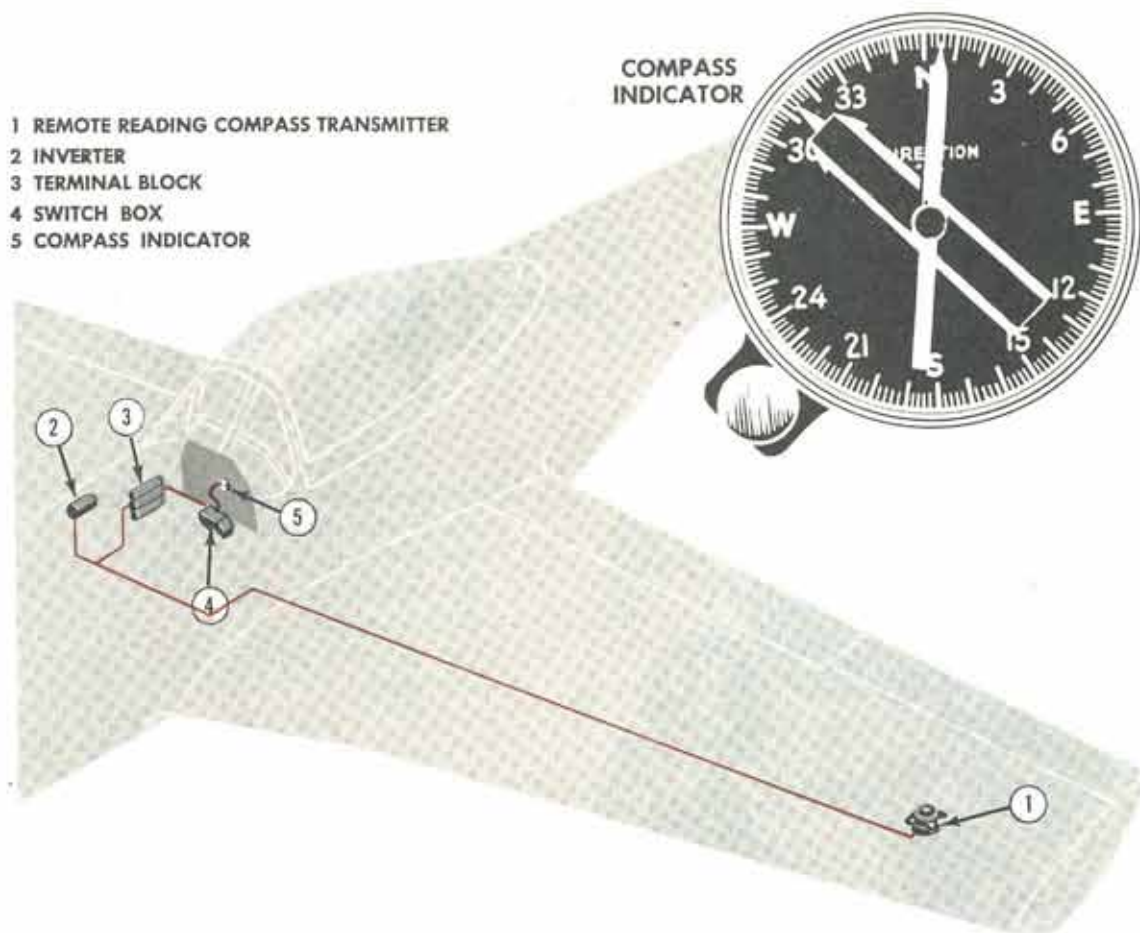 COMPASS
INDICATOR
1 REMOTE READING COMPASS TRANSMITTER
2 INVERTER
3 TERMINAL BLOCK
4 SWITCH BOX
5 COMPASS INDICATOR
N
33
3
30
6
W
E
24
12
21
15
S
2
3
5
4
1